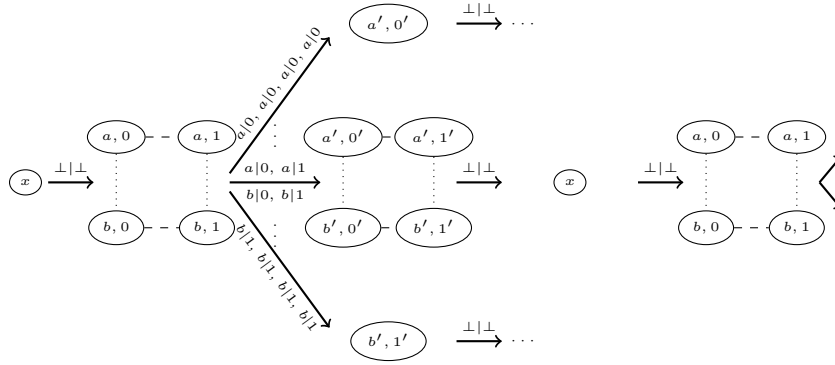 a′, 0′
⊥|⊥
···
a|0, a|0, a|0, a|0
a, 0
a, 1
a′, 0′
a′, 1′
a, 0
a, 1
x
⊥|⊥
a|0, a|1
b|0, b|1
⊥|⊥
···
x
⊥|⊥
b, 0
b, 1
b′, 0′
b′, 1′
b, 0
b, 1
b|1, b|1, b|1, b|1
b′, 1′
⊥|⊥
···